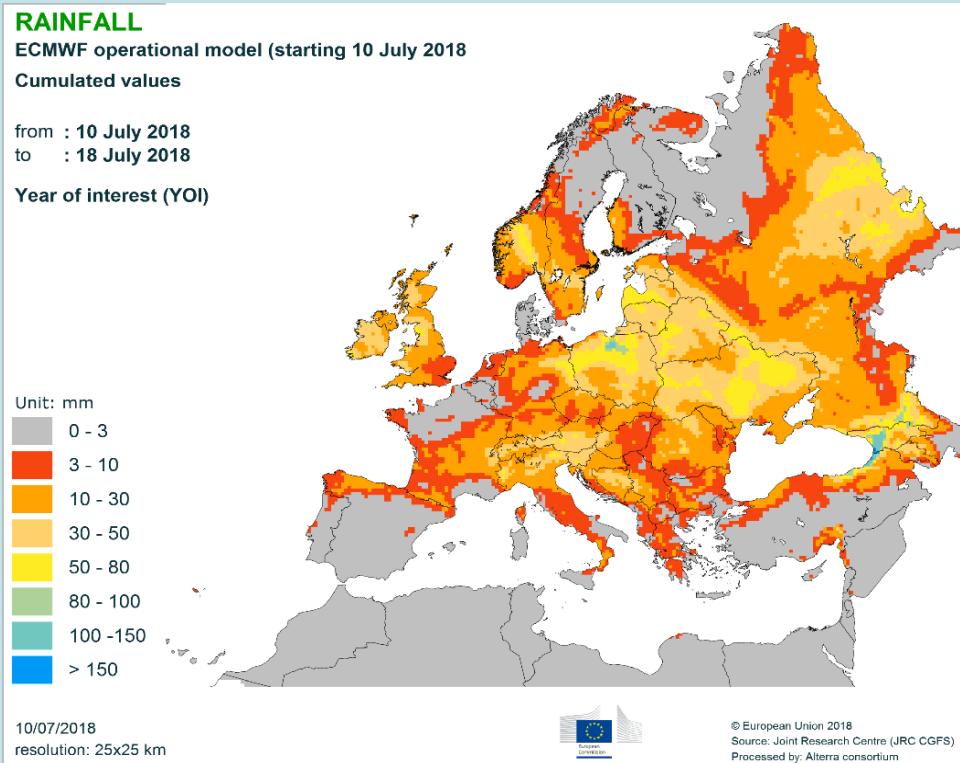 RAINFALL
ECMWF operational model (starting 10 July 2018
Cumulated values
from : 10 July 2018
to : 18 July 2018
Year of interest (YOI)
Unit: mm
0 - 3
3 - 10
10 - 30
30 - 50
50 - 80
80 - 100
100 -150
> 150
10/07/2018
resolution: 25x25 km
European
Commission
© European Union 2018
Source: Joint Research Centre (JRC CGFS)
Processed by: Alterra consortium